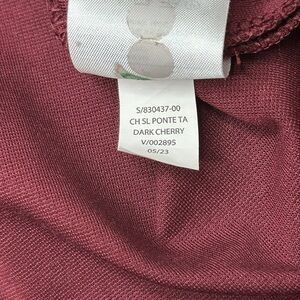 S/830437-00
CH SL PONTE TA
DARK CHERRY
V/002895
05/23